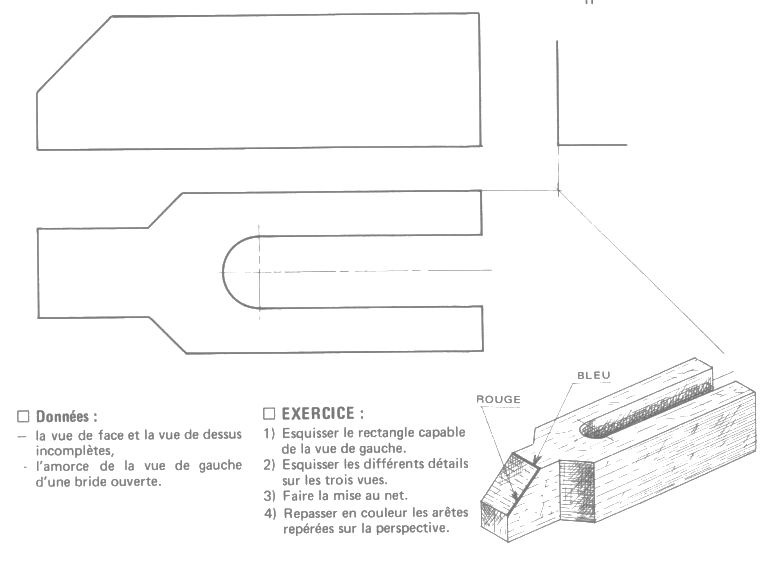 BLEU
ROUGE
□ Données :
— la vue de face et la vue de dessus
incomplètes,
- l'amorce de la vue de gauche
d'une bride ouverte.
□ EXERCICE :
1) Esquisser le rectangle capable
de la vue de gauche.
2) Esquisser les différents détails
sur les trois vues.
3) Faire la mise au net.
4) Repasser en couleur les arêtes
repérées sur la perspective.